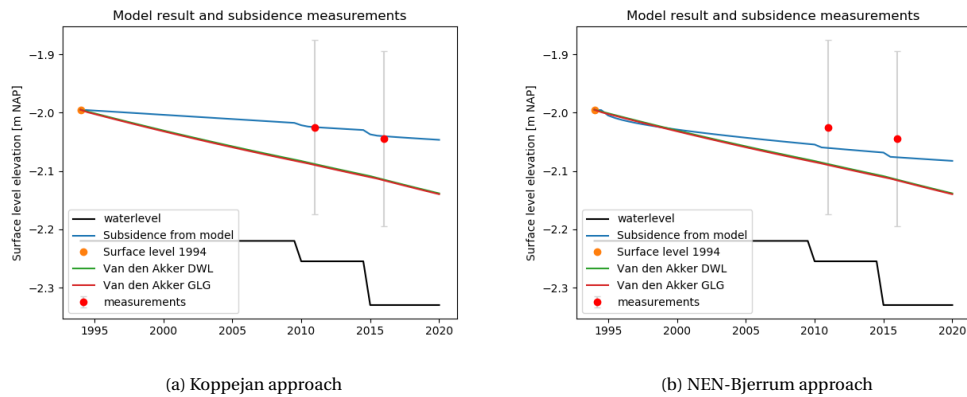 Model result and subsidence measurements
Surface level elevation [m NAP]
−1.9
−2.0
−2.1
−2.2
−2.3
waterlevel
Subsidence from model
Surface level 1994
Van den Akker DWL
Van den Akker GLG
measurements
1995 2000 2005 2010 2015 2020
(a) Koppejan approach
Model result and subsidence measurements
Surface level elevation [m NAP]
−1.9
−2.0
−2.1
−2.2
−2.3
waterlevel
Subsidence from model
Surface level 1994
Van den Akker DWL
Van den Akker GLG
measurements
1995 2000 2005 2010 2015 2020
(b) NEN-Bjerrum approach